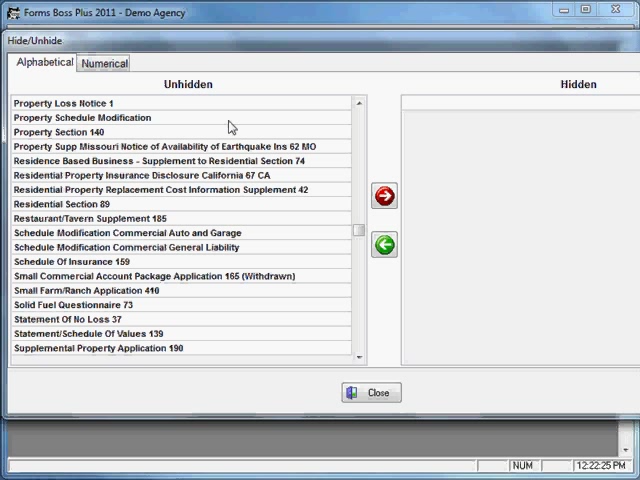 Forms Boss Plus 2011 - Demo Agency
Hide/Unhide
Alphabetical
Numerical
Unhidden
Hidden
Property Loss Notice 1
Property Schedule Modification
Property Section 140
Property Supp Missouri Notice of Availability of Earthquake Ins 62 MO
Residence Based Business - Supplement to Residential Section 74
Residential Property Insurance Disclosure California 67 CA
Residential Property Replacement Cost Information Supplement 42
Residential Section 89
Restaurant/Tavern Supplement 185
Schedule Modification Commercial Auto and Garage
Schedule Modification Commercial General Liability
Schedule Of Insurance 159
Small Commercial Account Package Application 165 (Withdrawn)
Small Farm/Ranch Application 410
Solid Fuel Questionnaire 73
Statement Of No Loss 37
Statement/Schedule Of Values 139
Supplemental Property Application 190
Close
NUM
12:22:25 PM